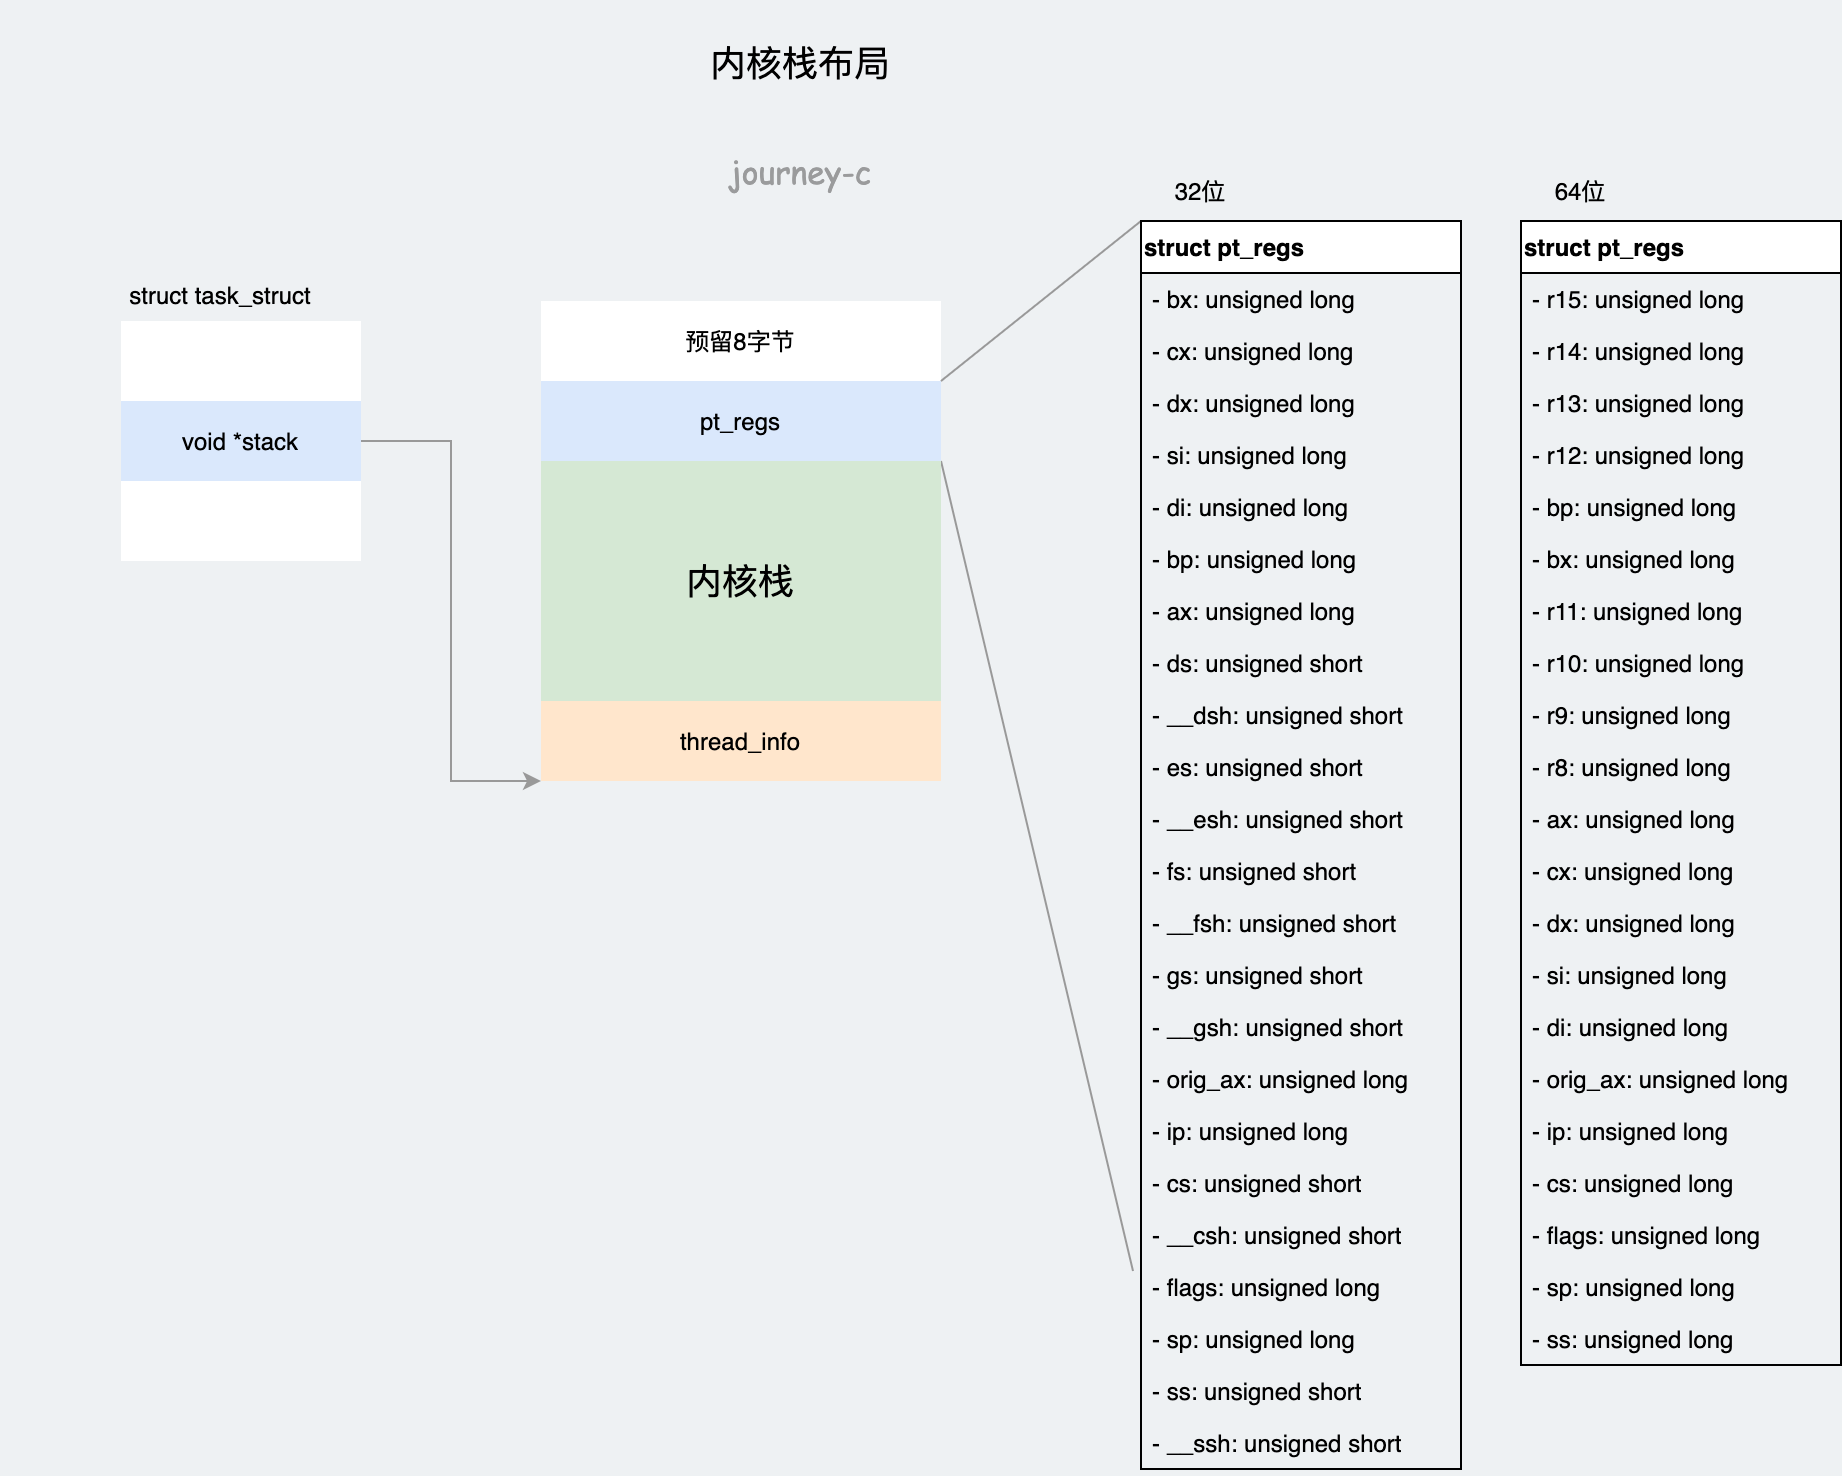 内核栈布局
journey-c
struct task_struct
void *stack
预留8字节
pt_regs
内核栈
thread_info
32位
struct pt_regs
- bx: unsigned long
- cx: unsigned long
- dx: unsigned long
- si: unsigned long
- di: unsigned long
- bp: unsigned long
- ax: unsigned long
- ds: unsigned short
- __dsh: unsigned short
- es: unsigned short
- __esh: unsigned short
- fs: unsigned short
- __fsh: unsigned short
- gs: unsigned short
- __gsh: unsigned short
- orig_ax: unsigned long
- ip: unsigned long
- cs: unsigned short
- __csh: unsigned short
- flags: unsigned long
- sp: unsigned long
- ss: unsigned short
- __ssh: unsigned short
64位
struct pt_regs
- r15: unsigned long
- r14: unsigned long
- r13: unsigned long
- r12: unsigned long
- bp: unsigned long
- bx: unsigned long
- r11: unsigned long
- r10: unsigned long
- r9: unsigned long
- r8: unsigned long
- ax: unsigned long
- cx: unsigned long
- dx: unsigned long
- si: unsigned long
- di: unsigned long
- orig_ax: unsigned long
- ip: unsigned long
- cs: unsigned long
- flags: unsigned long
- sp: unsigned long
- ss: unsigned long